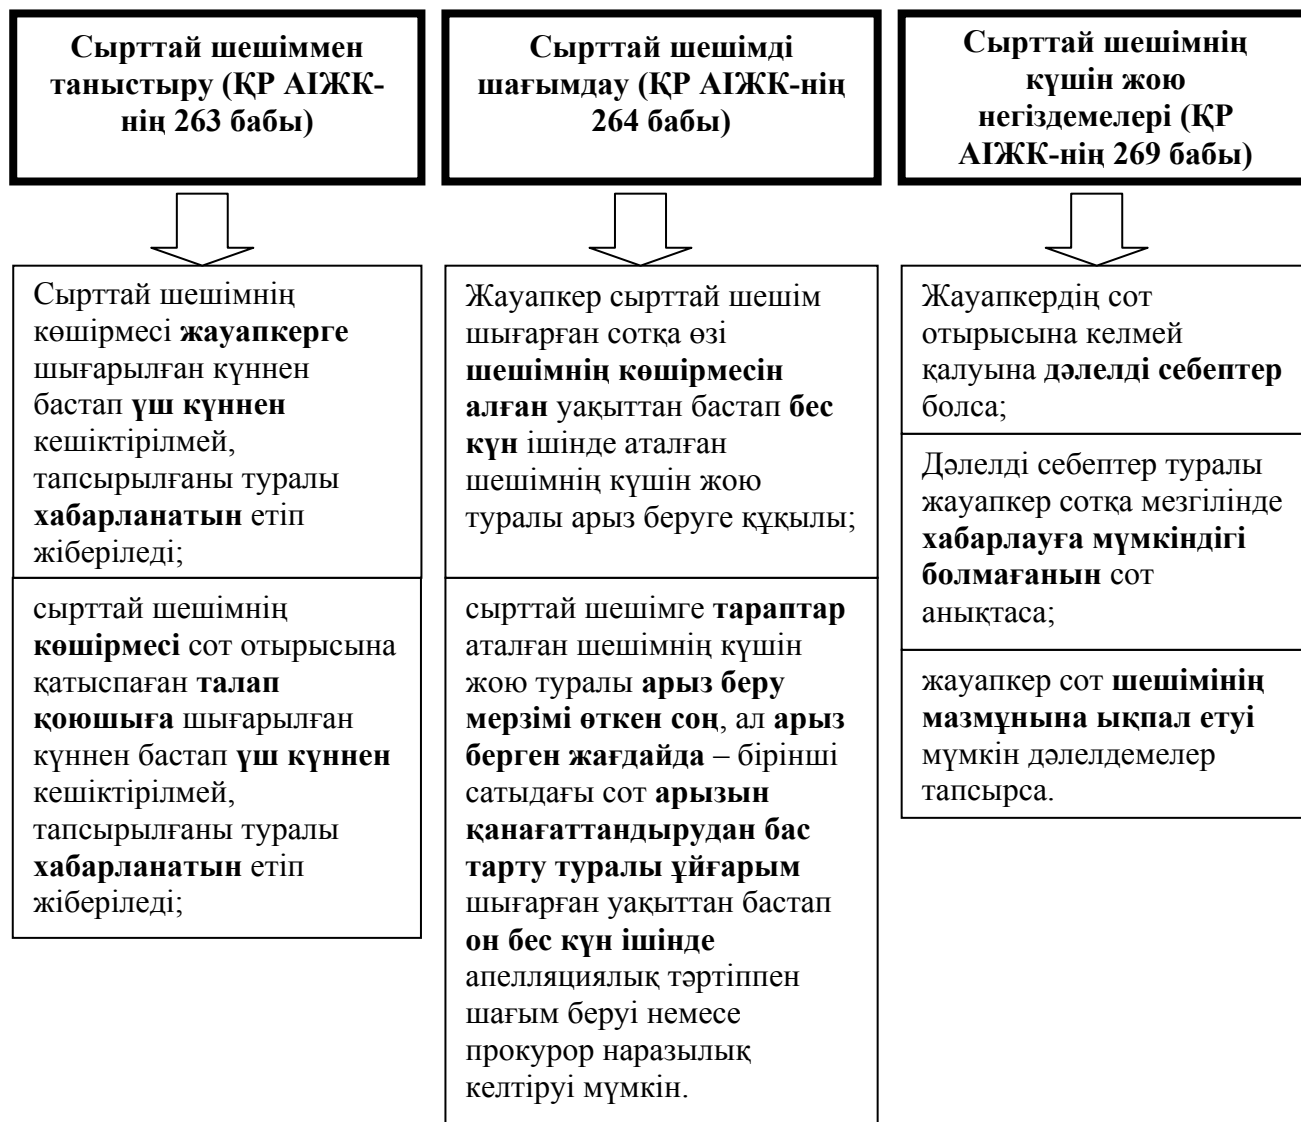 Сырттай шешіммен
таныстыру (ҚР АІЖК-
нің 263 бабы)
Сырттай шешімнің
көшірмесі жауапкерге
шығарылған күннен
бастап үш күннен
кешіктірілмей,
тапсырылғаны туралы
хабарланатын етіп
жіберіледі;
сырттай шешімнің
көшірмесі сот отырысына
қатыспаған талап
қоюшыға шығарылған
күннен бастап үш күннен
кешіктірілмей,
тапсырылғаны туралы
хабарланатын етіп
жіберіледі;
Сырттай шешімді
шағымдау (ҚР АІЖК-нің
264 бабы)
Жауапкер сырттай шешім
шығарған сотқа өзі
шешімнің көшірмесін
алған уақыттан бастап бес
күн ішінде аталған
шешімнің күшін жою
туралы арыз беруге құқылы;
сырттай шешімге тараптар
аталған шешімнің күшін
жою туралы арыз беру
мерзімі өткен соң, ал арыз
берген жағдайда – бірінші
сатыдағы сот арызын
қанағаттандырудан бас
тарту туралы ұйғарым
шығарған уақыттан бастап
он бес күн ішінде
апелляциялық тәртіппен
шағым беруі немесе
прокурор наразылық
келтіруі мүмкін.
Сырттай шешімнің
күшін жою
негіздемелері (ҚР
АІЖК-нің 269 бабы)
Жауапкердің сот
отырысына келмей
қалуына дәлелді себептер
болса;
Дәлелді себептер туралы
жауапкер сотқа мезгілінде
хабарлауға мүмкіндігі
болмағанын сот
анықтаса;
жауапкер сот шешімінің
мазмұнына ықпал етуі
мүмкін дәлелдемелер
тапсырса.